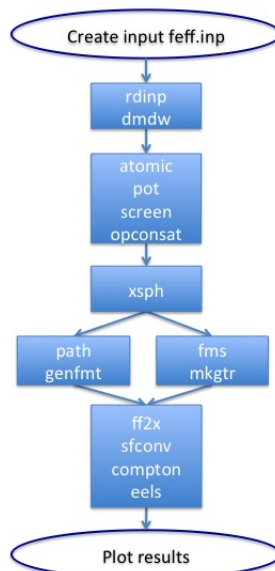 Create input feff.inp
rdinp
dmdw
atomic
pot
screen
opconsat
xsph
path
genfmt
fms
mkgtr
ff2x
sfconv
compton
eels
Plot results